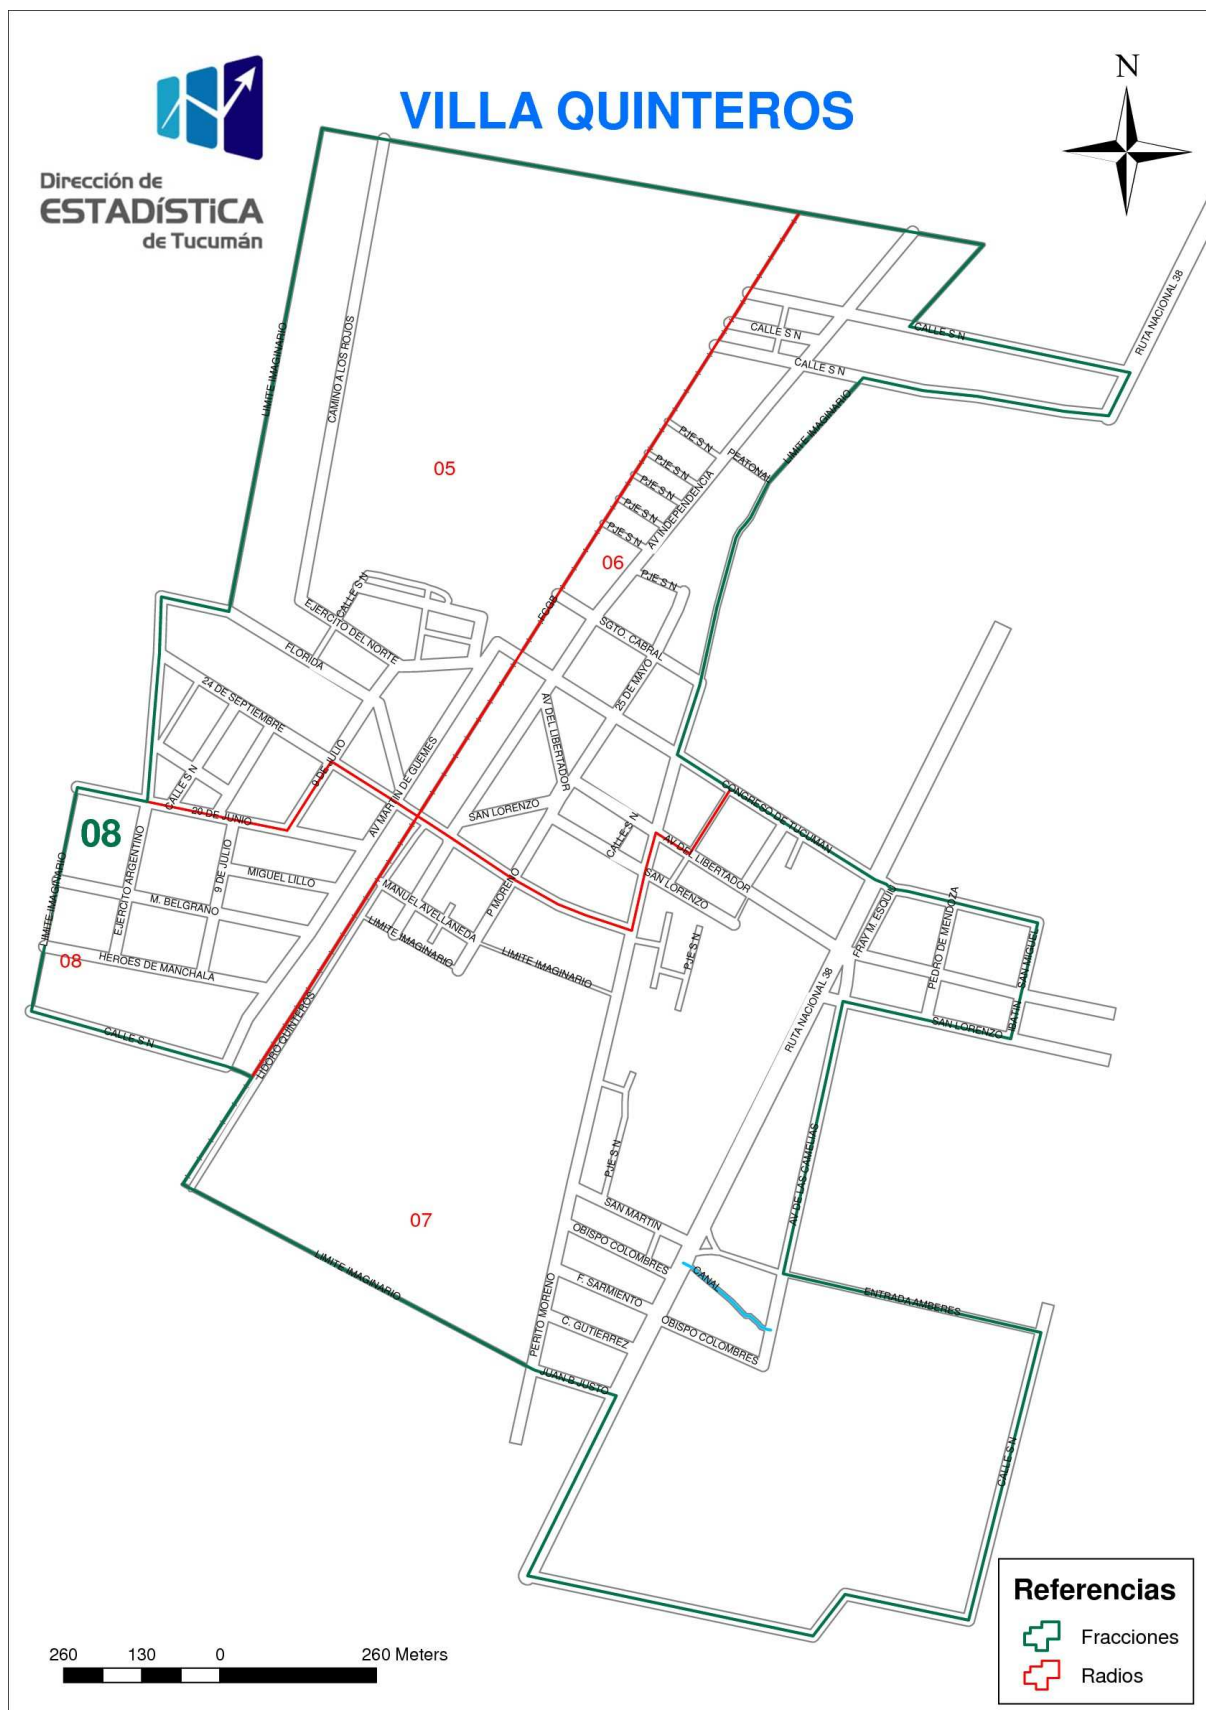 VILLA QUINTEROS
N
Dirección de
ESTADÍSTICA
de Tucumán
RUTA NACIONAL 38
CALLE S N
CALLE S N
CALLE S N
LIMITE IMAGINARIO
CAMINO A LOS ROJOS
LIMITE IMAGINARIO
PJE S N
PEATONAL
05
PJE S N
PJE S N
PJE S N
PJE S N
AV INDEPENDENCIA
06
PJE S N
CALLE S N
FCGB
EJERCITO DEL NORTE
SGTO. CABRAL
FLORIDA
25 DE MAYO
24 DE SEPTIEMBRE
AV DEL LIBERTADOR
9 DE JULIO
AV MARTIN DE GUEMES
CALLE S N
SAN LORENZO
CONGRESO DE TUCUMAN
20 DE JUNIO
08
CALLE S N
AV DEL LIBERTADOR
EJERCITO ARGENTINO
9 DE JULIO
MIGUEL LILLO
SAN LORENZO
MANUEL AVELLANEDA
P MORENO
LIMITE IMAGINARIO
M. BELGRANO
FRAY M. ESQUIU
PEDRO DE MENDOZA
LIMITE IMAGINARIO
LIMITE IMAGINARIO
PJE S N
SAN MIGUEL
08
HEROES DE MANCHALA
RUTA NACIONAL 38
IBATIN
SAN LORENZO
CALLE S N
LIDORO QUINTEROS
PJE S N
AV DE LAS CAMELIAS
07
SAN MARTIN
OBISPO COLOMBRES
LIMITE IMAGINARIO
CANAL
F. SARMIENTO
ENTRADA AMBERES
PERITO MORENO
C. GUTIERREZ
OBISPO COLOMBRES
JUAN B JUSTO
CALLE S N
Referencias
Fracciones
Radios
260 130 0 260 Meters